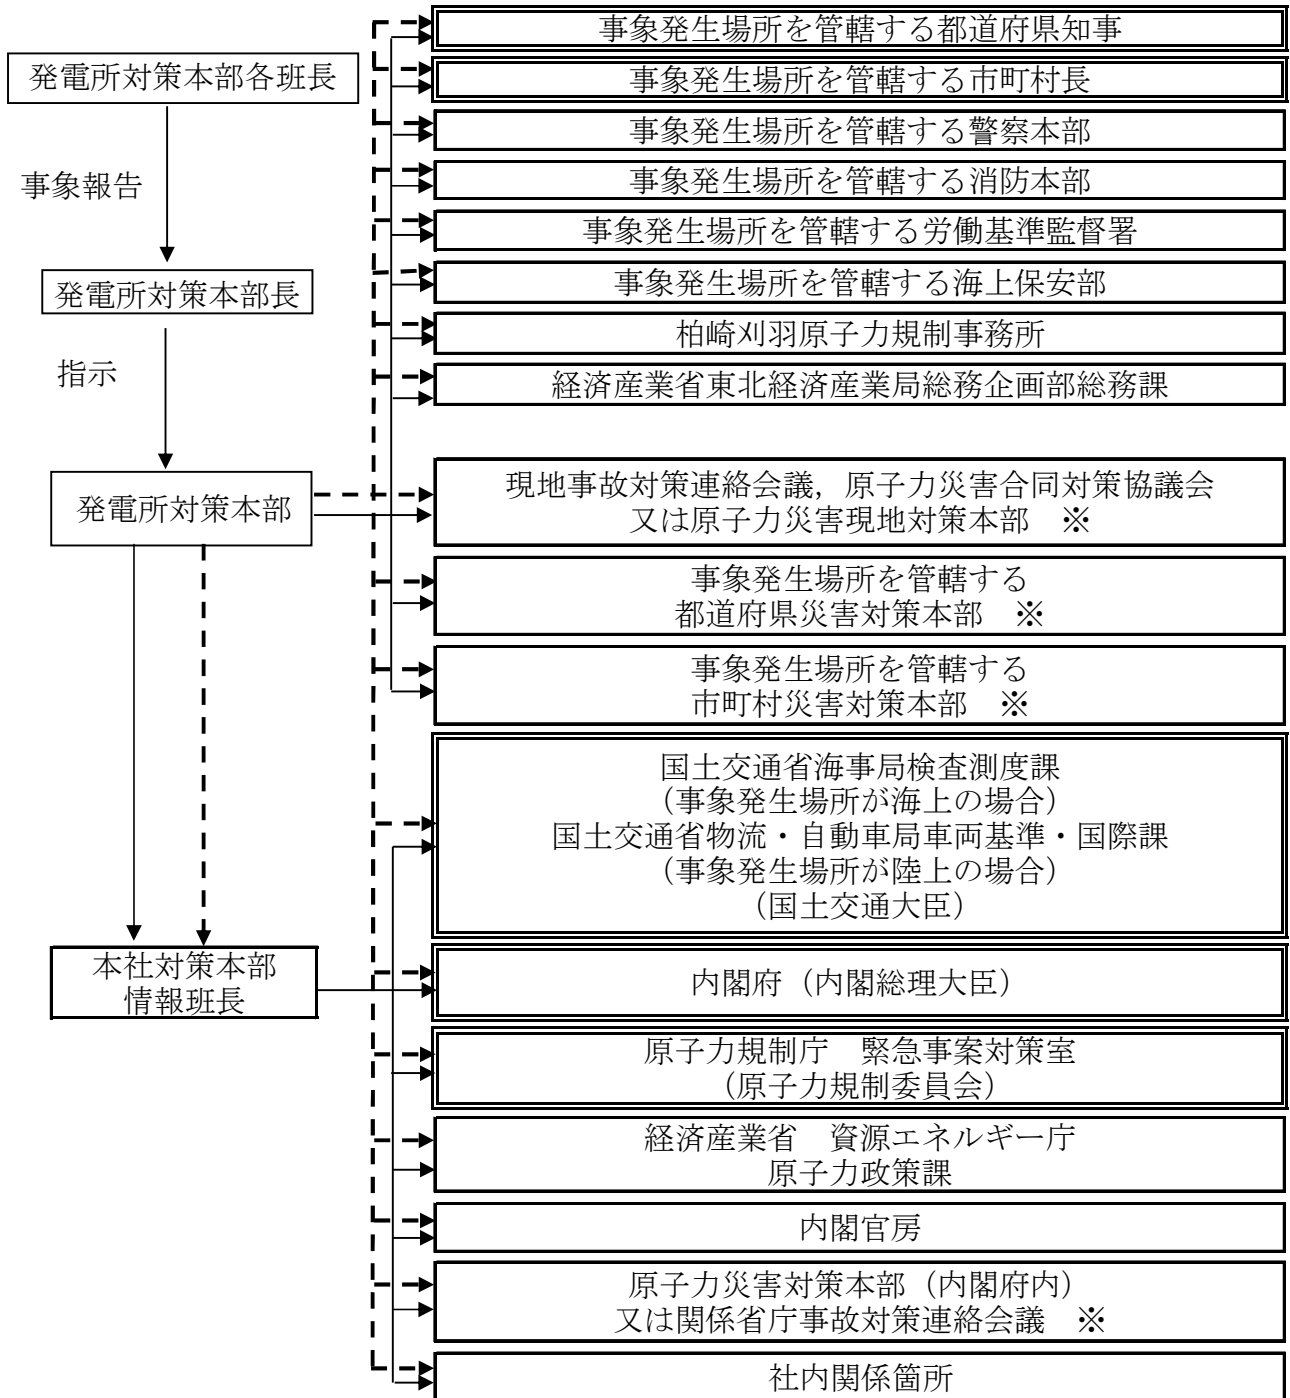 発電所対策本部各班長
事象報告
発電所対策本部長
指示
発電所対策本部
本社対策本部
情報班長
事象発生場所を管轄する都道府県知事
事象発生場所を管轄する市町村長
事象発生場所を管轄する警察本部
事象発生場所を管轄する消防本部
事象発生場所を管轄する労働基準監督署
事象発生場所を管轄する海上保安部
柏崎刈羽原子力規制事務所
経済産業省東北経済産業局総務企画部総務課
現地事故対策連絡会議，原子力災害合同対策協議会
又は原子力災害現地対策本部　※
事象発生場所を管轄する
都道府県災害対策本部　※
事象発生場所を管轄する
市町村災害対策本部　※
国土交通省海事局検査測度課
（事象発生場所が海上の場合）
国土交通省物流・自動車局車両基準・国際課
（事象発生場所が陸上の場合）
（国土交通大臣）
内閣府（内閣総理大臣）
原子力規制庁　緊急事案対策室
（原子力規制委員会）
経済産業省　資源エネルギー庁
原子力政策課
内閣官房
原子力災害対策本部（内閣府内）
又は関係省庁事故対策連絡会議　※
社内関係箇所